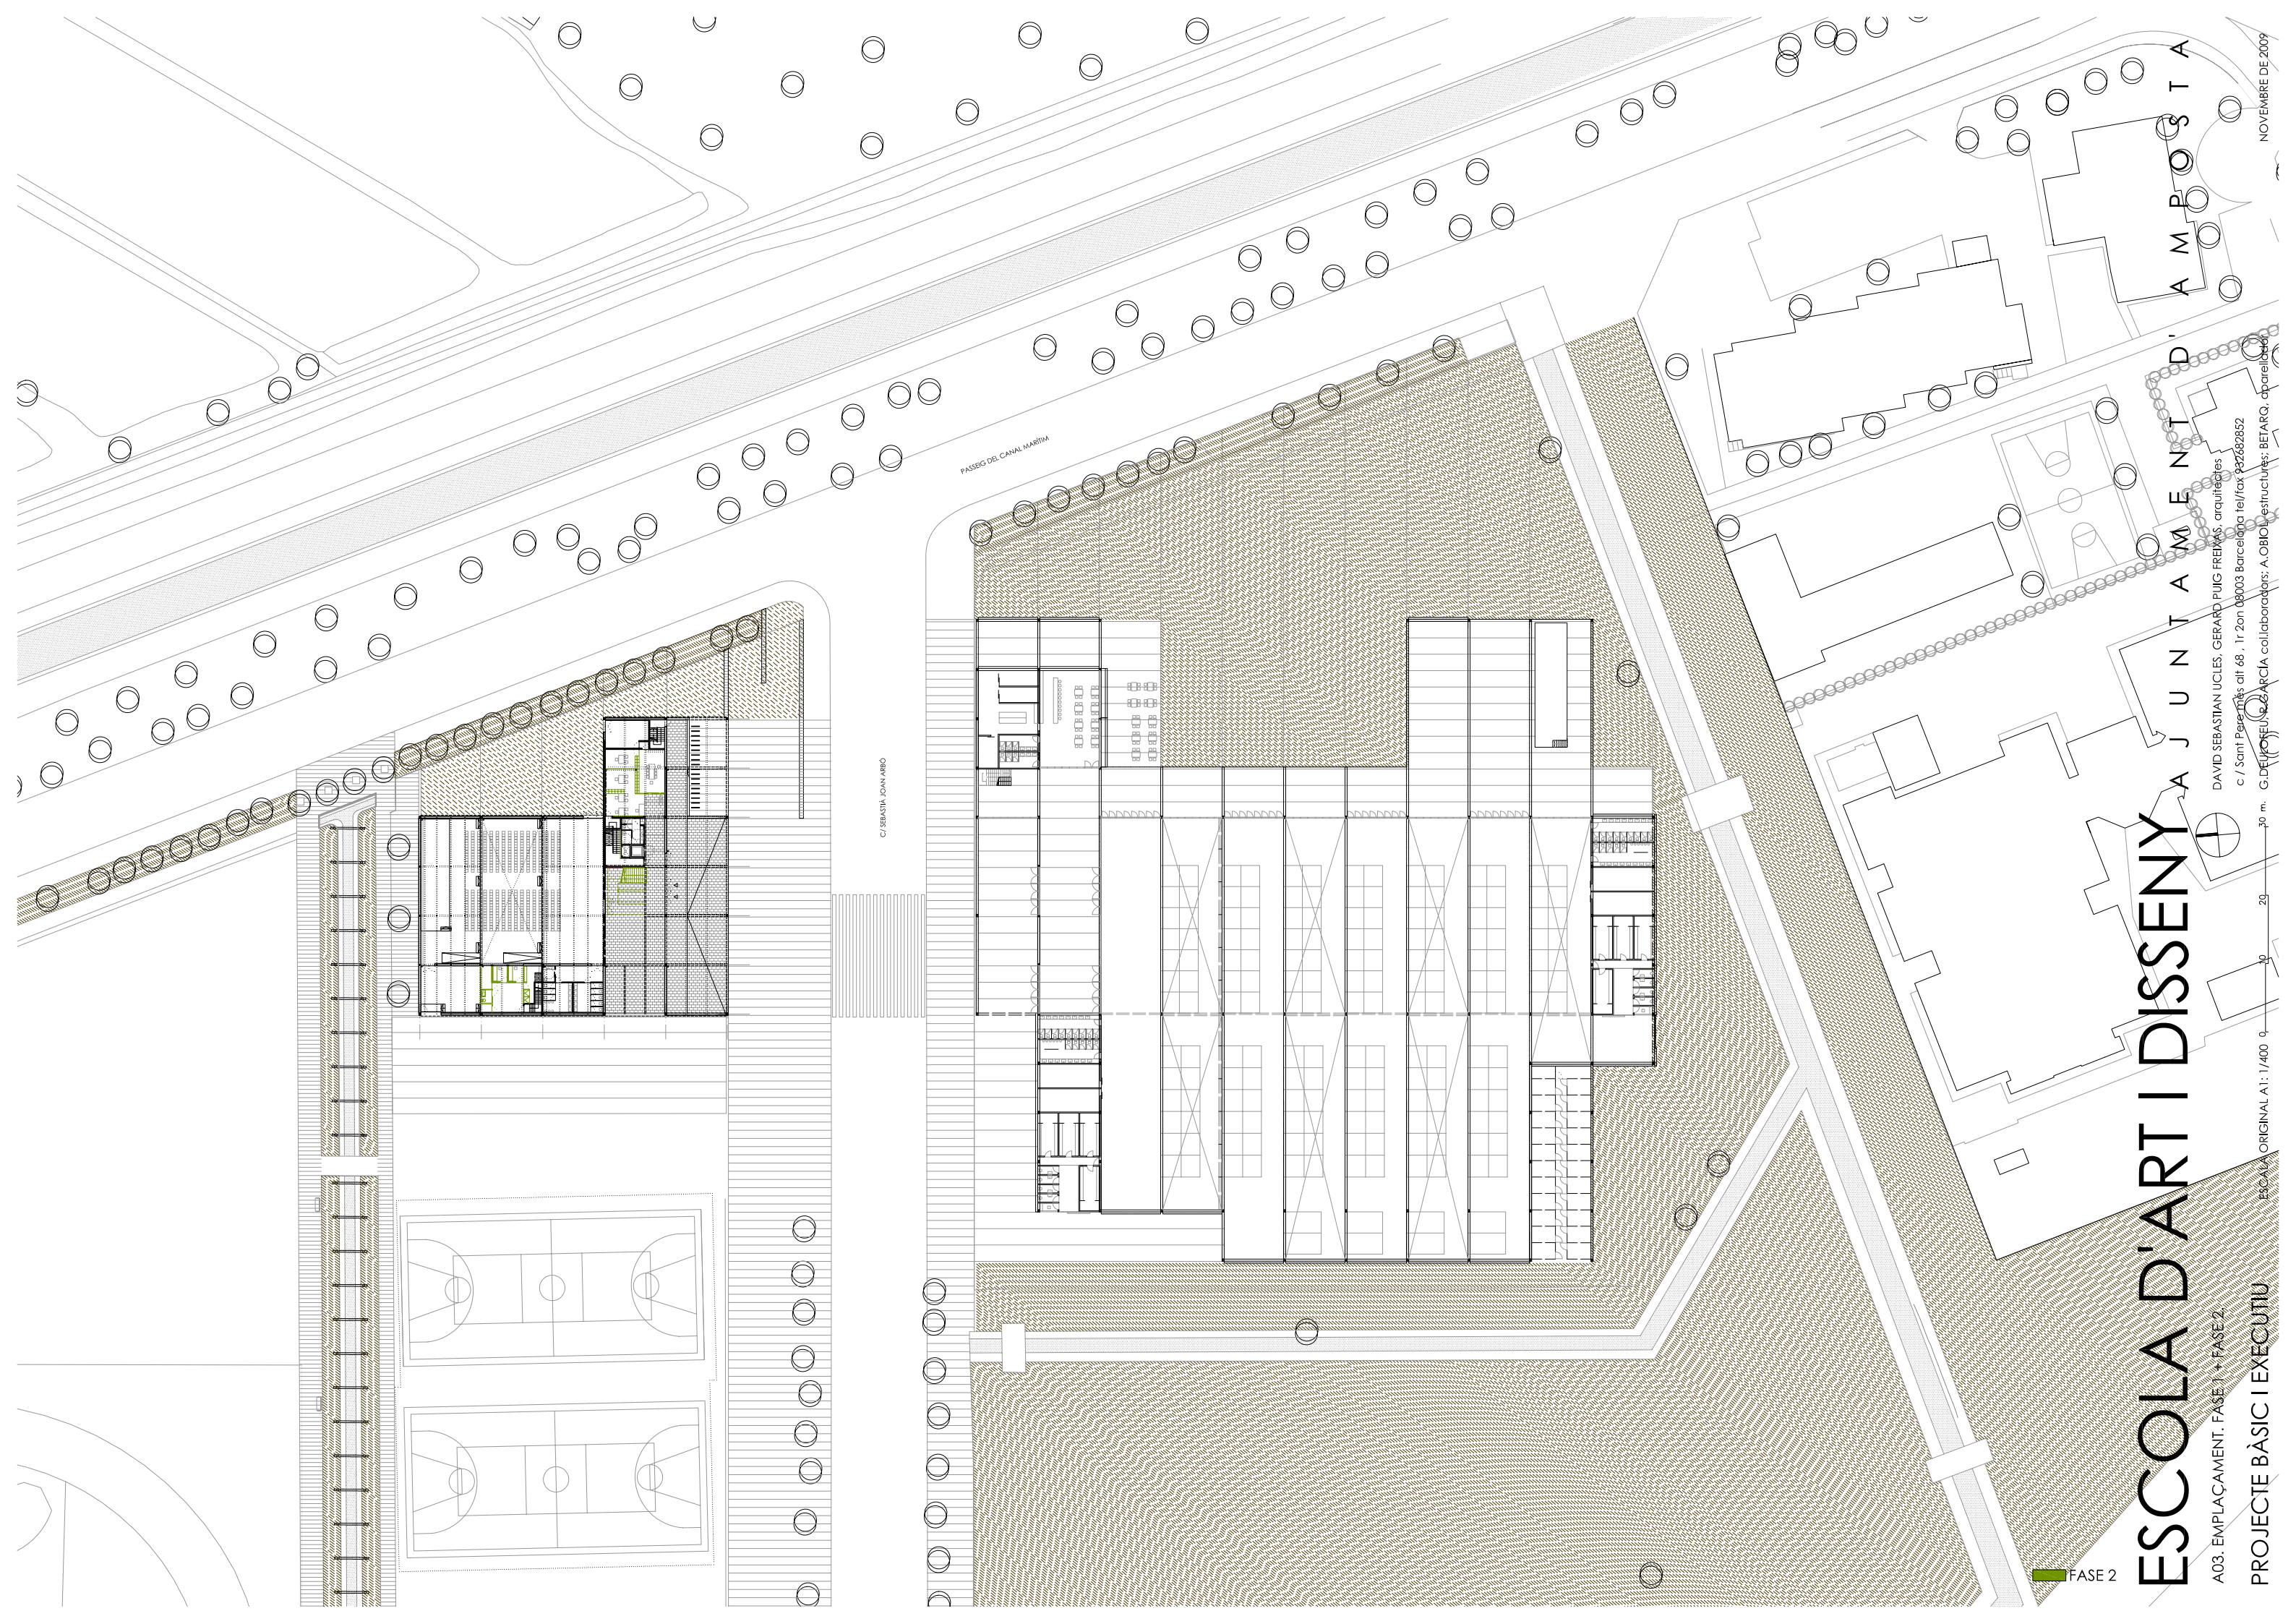 PASSEIG DEL CANAL MARÍTIM
C/ SEBASTIÀ JOAN ARBÓ
FASE 2
ESCOLA D'ART I DISSENY
AJUNTAMENT D'AMPOSTA
A03. EMPLAÇAMENT. FASE 1 + FASE 2.
DAVID SEBASTIAN UCLES, GERARD PUIG FREIXAS, arquitectes
c / Sant Pere més alt 68 , 1r 2on 08003 Barcelona tel/fax 932682852
PROJECTE BÀSIC I EXECUTIU
ESCALA ORIGINAL A1: 1/400
0 10 20 30 m.
G.DEULOFEU, R.GARCIA col.laboradors; A.OBIOL, estructures; BETARQ, aparellador
NOVEMBRE DE 2009